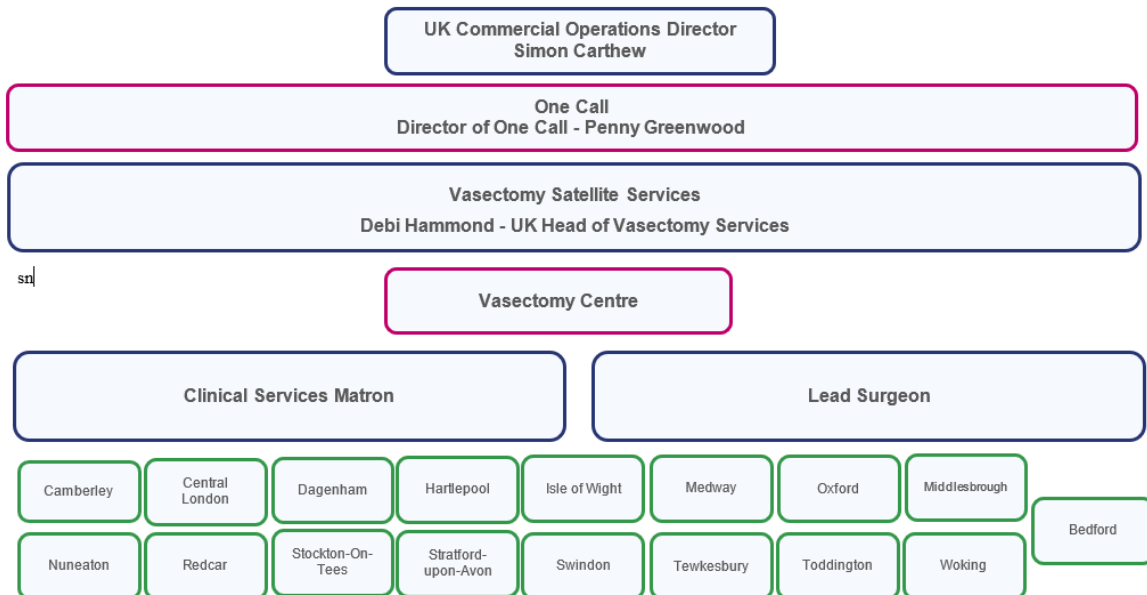 UK Commercial Operations Director
Simon Carthew
One Call
Director of One Call - Penny Greenwood
Vasectomy Satellite Services
Debi Hammond - UK Head of Vasectomy Services
sn
Vasectomy Centre
Clinical Services Matron
Lead Surgeon
Camberley
Central
London
Dagenham
Hartlepool
Isle of Wight
Medway
Oxford
Middlesbrough
Bedford
Nuneaton
Redcar
Stockton-On-
Tees
Stratford-
upon-Avon
Swindon
Tewkesbury
Toddington
Woking